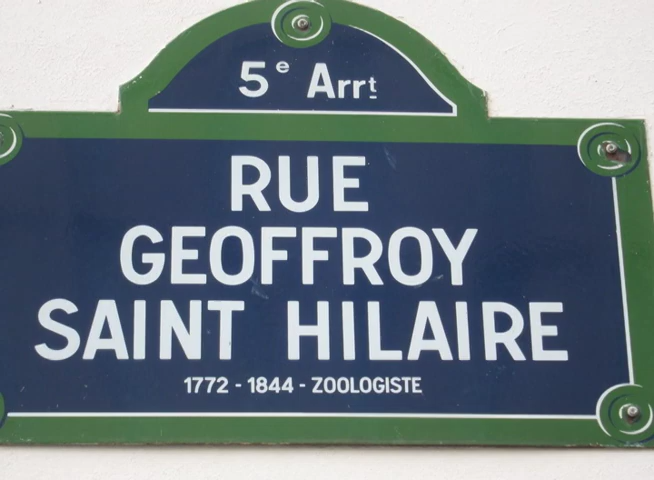 5e Arrt
RUE
GEOFFROY
SAINT HILAIRE
1772 - 1844 - ZOOLOGISTE